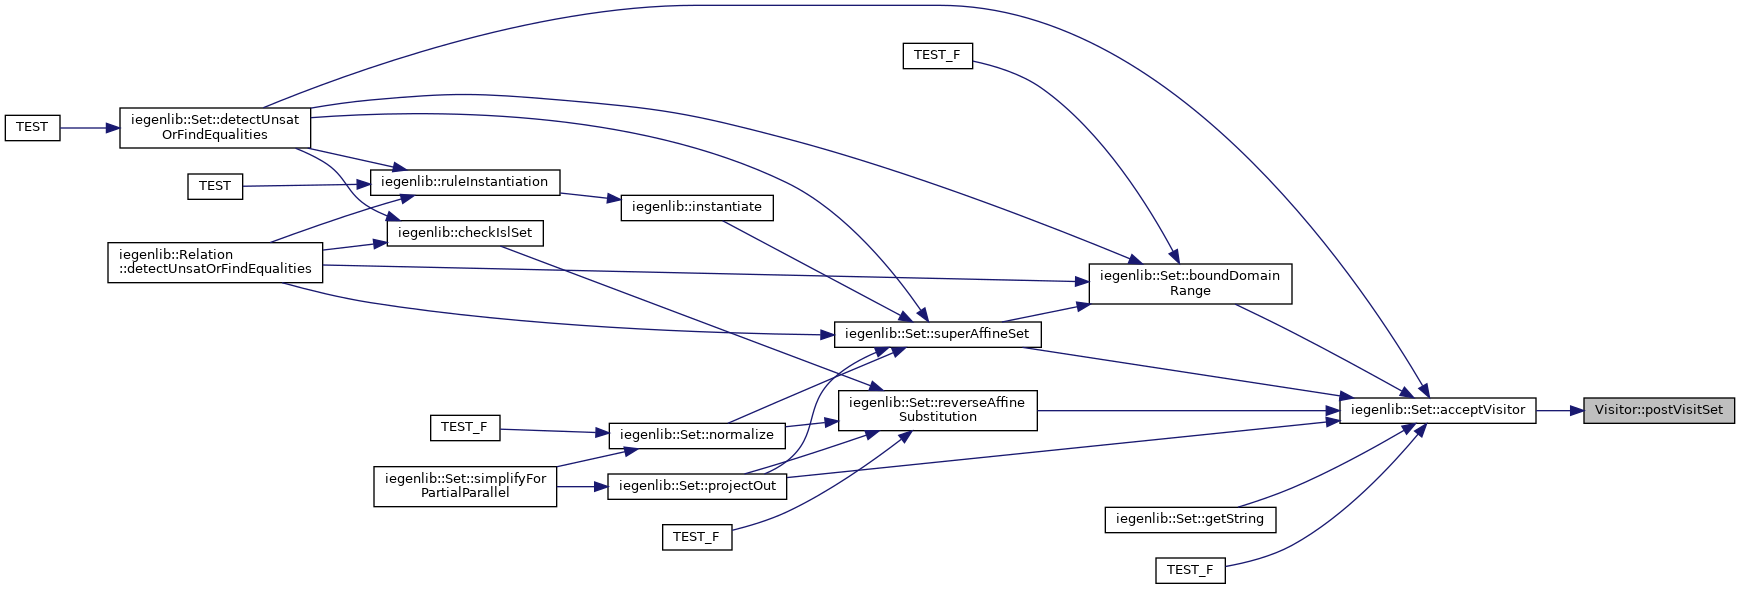 TEST_F
iegenlib::Set::detectUnsat
OrFindEqualities
TEST
iegenlib::ruleInstantiation
TEST
iegenlib::instantiate
iegenlib::checkIslSet
iegenlib::Relation
::detectUnsatOrFindEqualities
iegenlib::Set::boundDomain
Range
iegenlib::Set::superAffineSet
iegenlib::Set::reverseAffine
Substitution
iegenlib::Set::acceptVisitor
Visitor::postVisitSet
TEST_F
iegenlib::Set::normalize
iegenlib::Set::simplifyFor
PartialParallel
iegenlib::Set::projectOut
iegenlib::Set::getString
TEST_F
TEST_F